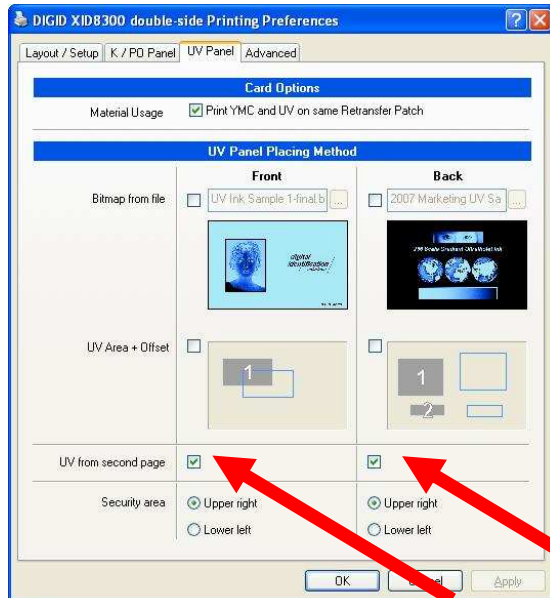 DIGID XID8300 double-side Printing Preferences
Layout / Setup K / PO Panel UV Panel Advanced
Card Options
Material Usage Print YMC and UV on same Retransfer Patch
UV Panel Placing Method
Front Back
Bitmap from file UV Ink Sample 1-final.b ... 2007 Marketing UV Sa ...
digital
identification
256 Scale Gradient
UV Area + Offset 1 1
2
UV from second page
Security area Upper right Upper right
Lower left Lower left
OK Apply